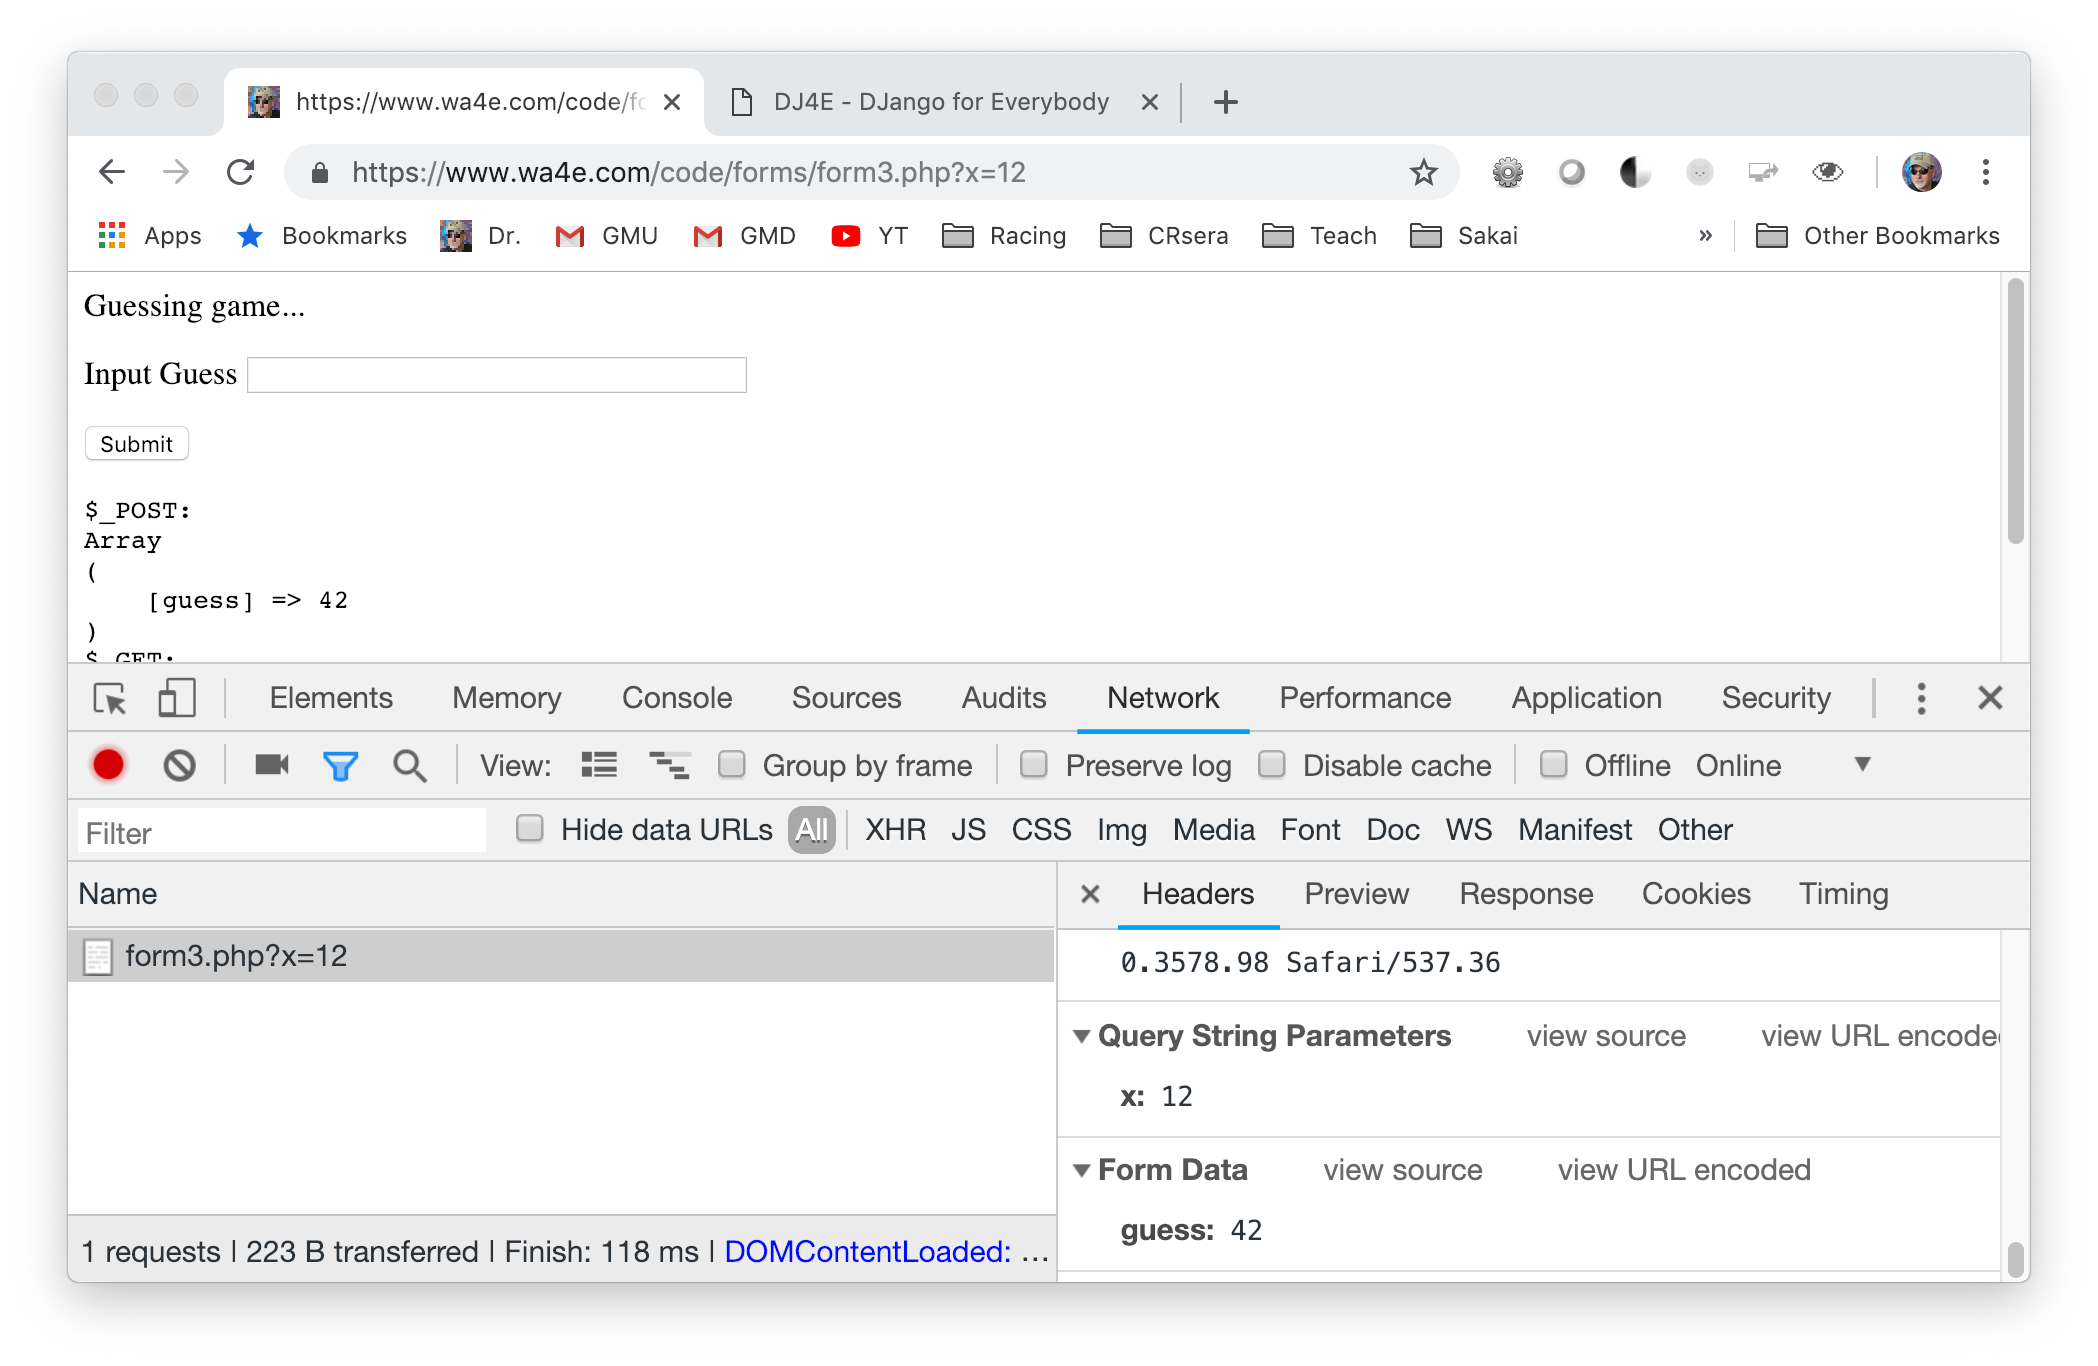 https://www.wa4e.com/code/fo
DJ4E - DJango for Everybody
https://www.wa4e.com/code/forms/form3.php?x=12
Apps Bookmarks Dr. GMU GMD YT Racing CRsera Teach Sakai » Other Bookmarks
Guessing game...
Input Guess
Submit
$_POST:
Array
(
[guess] => 42
)
$_GET:
Elements Memory Console Sources Audits Network Performance Application Security
View: Group by frame Preserve log Disable cache Offline Online
Filter Hide data URLs All XHR JS CSS Img Media Font Doc WS Manifest Other
Name
form3.php?x=12
1 requests | 223 B transferred | Finish: 118 ms | DOMContentLoaded: ...
Headers Preview Response Cookies Timing
0.3578.98 Safari/537.36
Query String Parameters view source view URL encoded
x: 12
Form Data view source view URL encoded
guess: 42